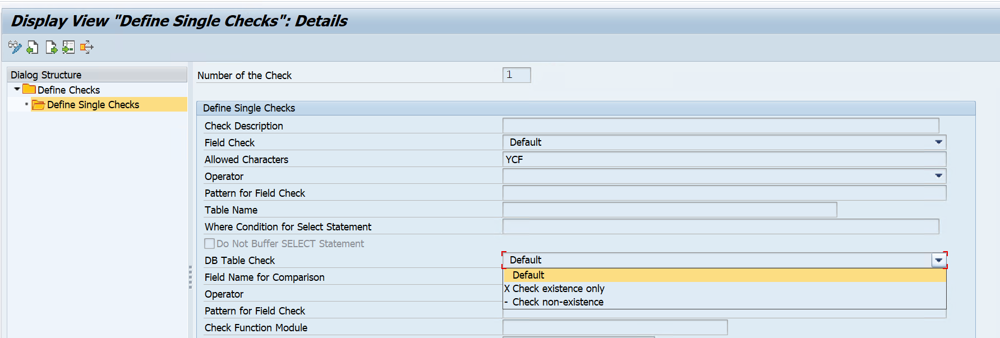 Display View "Define Single Checks": Details
Dialog Structure
Define Checks
Define Single Checks
Number of the Check 1
Define Single Checks
Check Description
Field Check Default
Allowed Characters YCF
Operator
Pattern for Field Check
Table Name
Where Condition for Select Statement
Do Not Buffer SELECT Statement
DB Table Check Default
Default
Field Name for Comparison
X Check existence only
Operator
- Check non-existence
Pattern for Field Check
Check Function Module